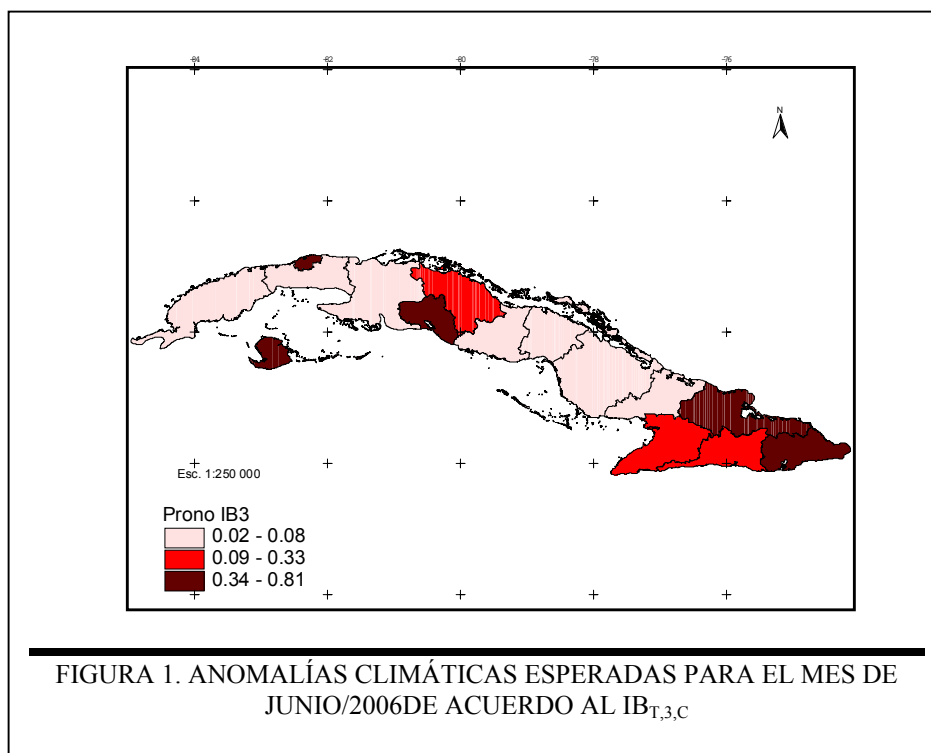 -84 -82 -80 -78 -76
N
Esc. 1:250 000
Prono IB3
0.02 - 0.08
0.09 - 0.33
0.34 - 0.81
FIGURA 1. ANOMALÍAS CLIMÁTICAS ESPERADAS PARA EL MES DE
JUNIO/2006DE ACUERDO AL IBT,3,C